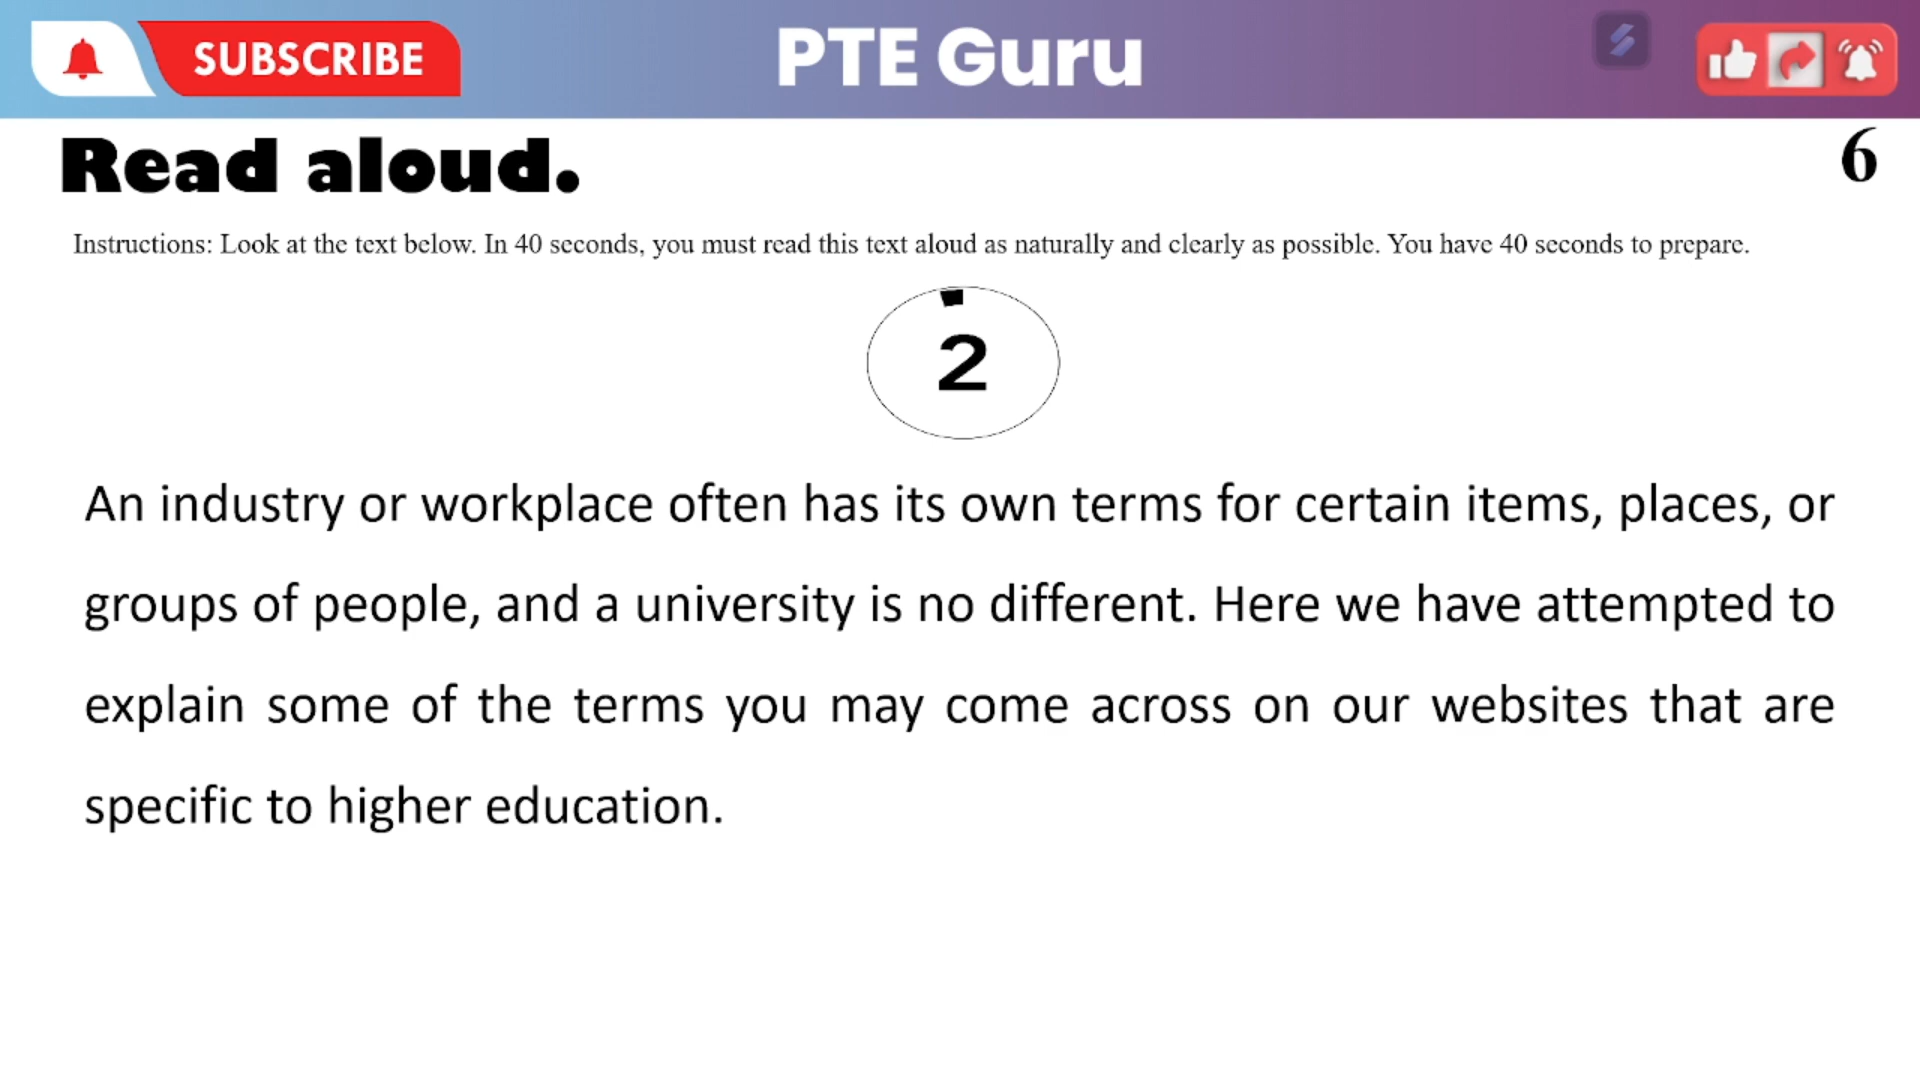 SUBSCRIBE
PTE Guru
Read aloud.
6
Instructions: Look at the text below. In 40 seconds, you must read this text aloud as naturally and clearly as possible. You have 40 seconds to prepare.
2
An industry or workplace often has its own terms for certain items, places, or
groups of people, and a university is no different. Here we have attempted to
explain some of the terms you may come across on our websites that are
specific to higher education.